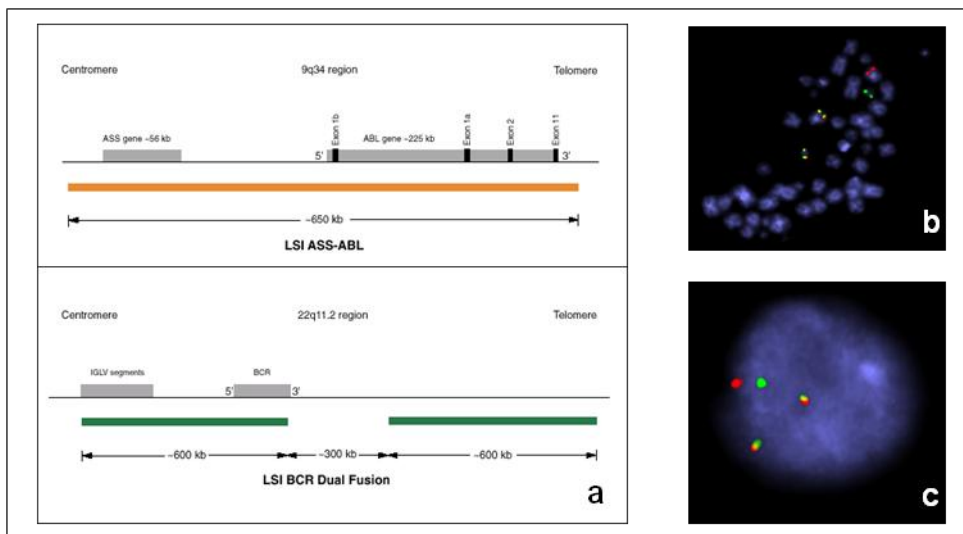 Centromere 9q34 region Telomere
ASS gene ~56 kb
Exon 1b
ABL gene ~225 kb
Exon 1a
Exon 2
Exon 11
5' 3'
~650 kb
LSI ASS-ABL
Centromere 22q11.2 region Telomere
IGLV segments BCR
5' 3'
~600 kb ~300 kb ~600 kb
LSI BCR Dual Fusion
a
b
c